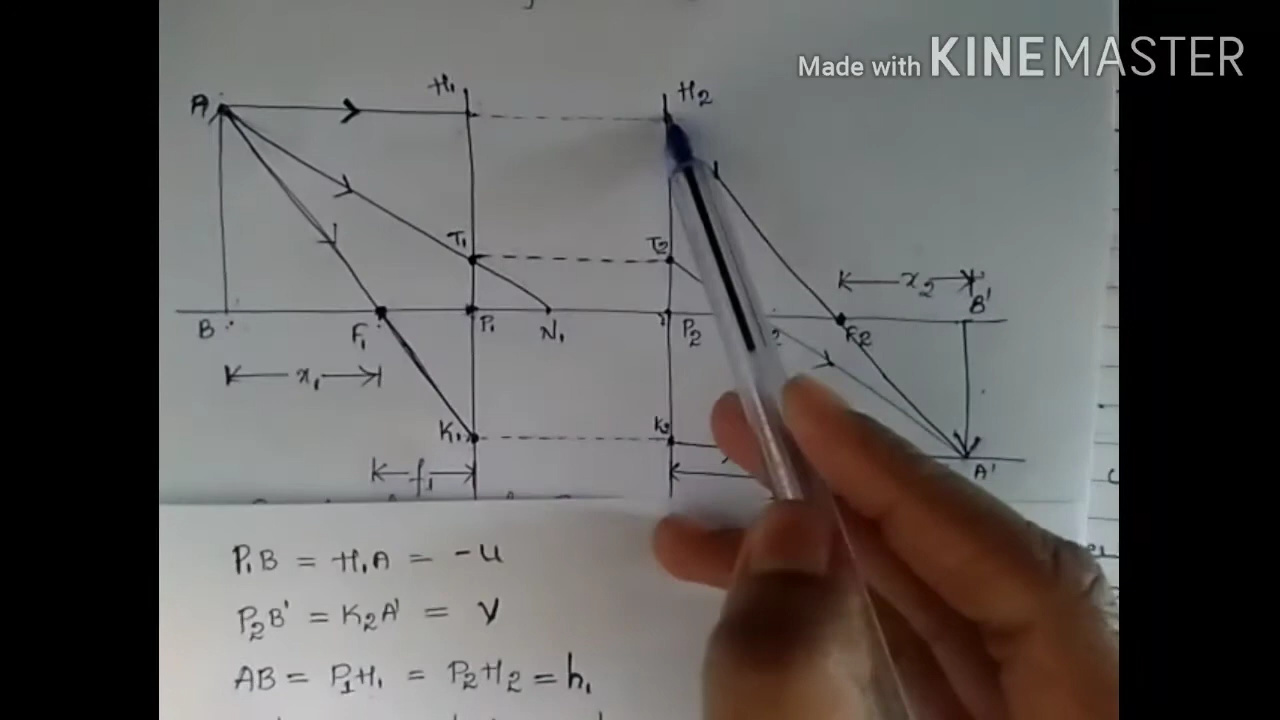 Made with KINEMASTER
A H₁ H₂
T₁ T₂
x₂
B F₁ P₁ N₁ P₂ 2 F₂ B'
x₁
K₁ K₂
f₁ A'
P₁B = H₁A = -u
P₂B' = K₂A' = v
AB = P₁H₁ = P₂H₂ = h₁